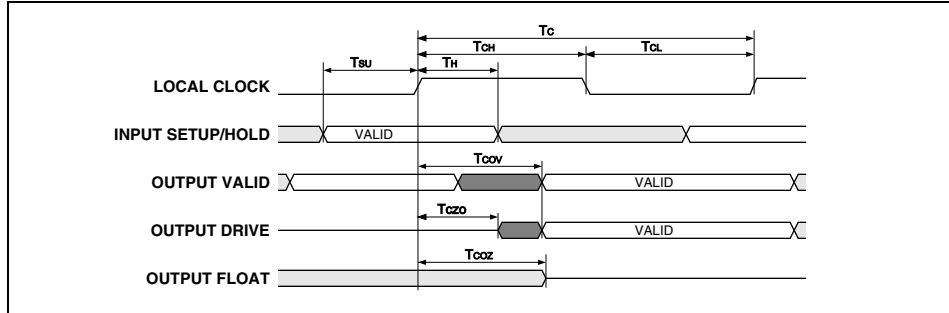 Tc
TCH TCL
TSU TH
LOCAL CLOCK
INPUT SETUP/HOLD VALID
TCOV
OUTPUT VALID VALID
TCZO
OUTPUT DRIVE VALID
TCOZ
OUTPUT FLOAT